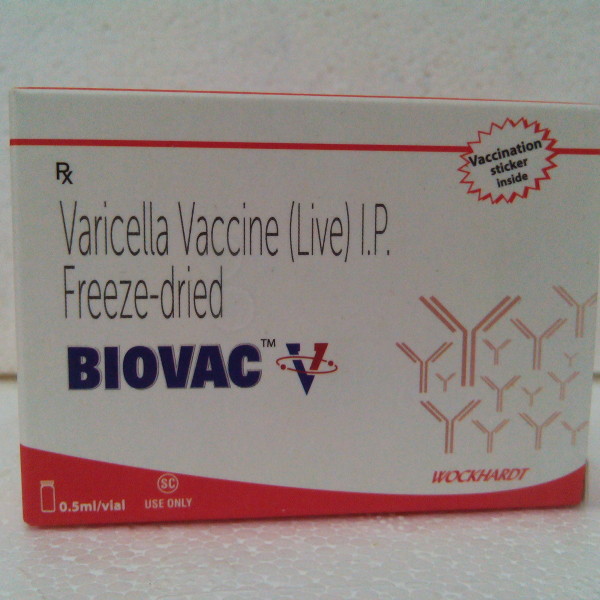 Vaccination
sticker
inside
Rx
Varicella Vaccine (Live) I.P.
Freeze-dried
BIOVAC™ V
WOCKHARDT
0.5ml/vial
SC
USE ONLY